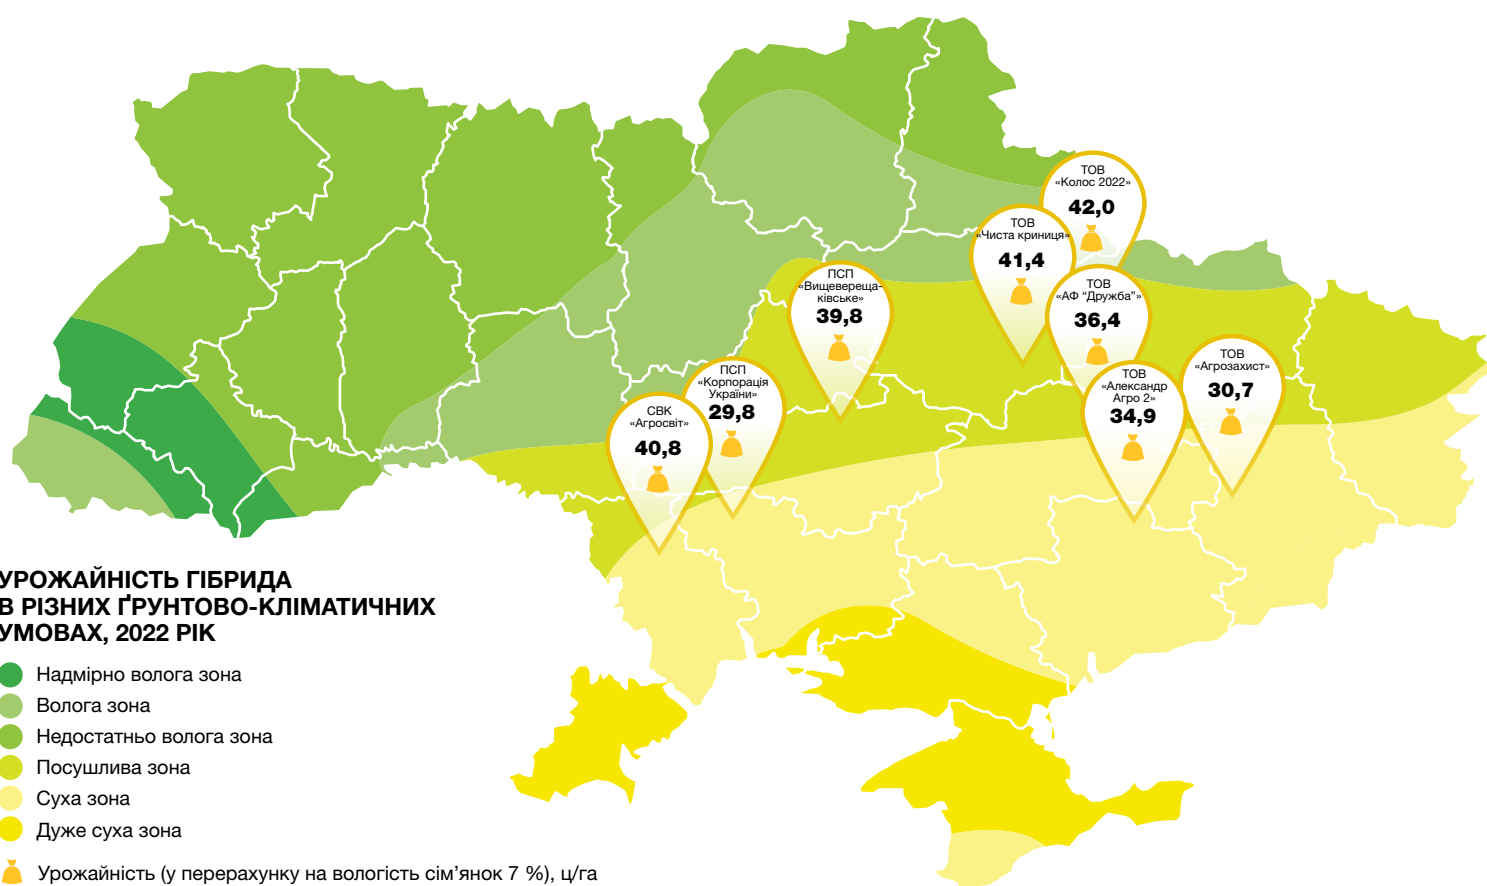 ТОВ
«Колос 2022»
42,0
ТОВ
«Чиста криниця»
41,4
ПСП
«Вищевереща-
ківське»
39,8
ТОВ
«АФ “Дружба”»
36,4
ТОВ
«Агрозахист»
30,7
ТОВ
«Александр
Агро 2»
34,9
ПСП
«Корпорація
України»
29,8
СВК
«Агросвіт»
40,8
УРОЖАЙНІСТЬ ГІБРИДА
В РІЗНИХ ҐРУНТОВО-КЛІМАТИЧНИХ
УМОВАХ, 2022 РІК
Надмірно волога зона
Волога зона
Недостатньо волога зона
Посушлива зона
Суха зона
Дуже суха зона
Урожайність (у перерахунку на вологість сім’янок 7 %), ц/га